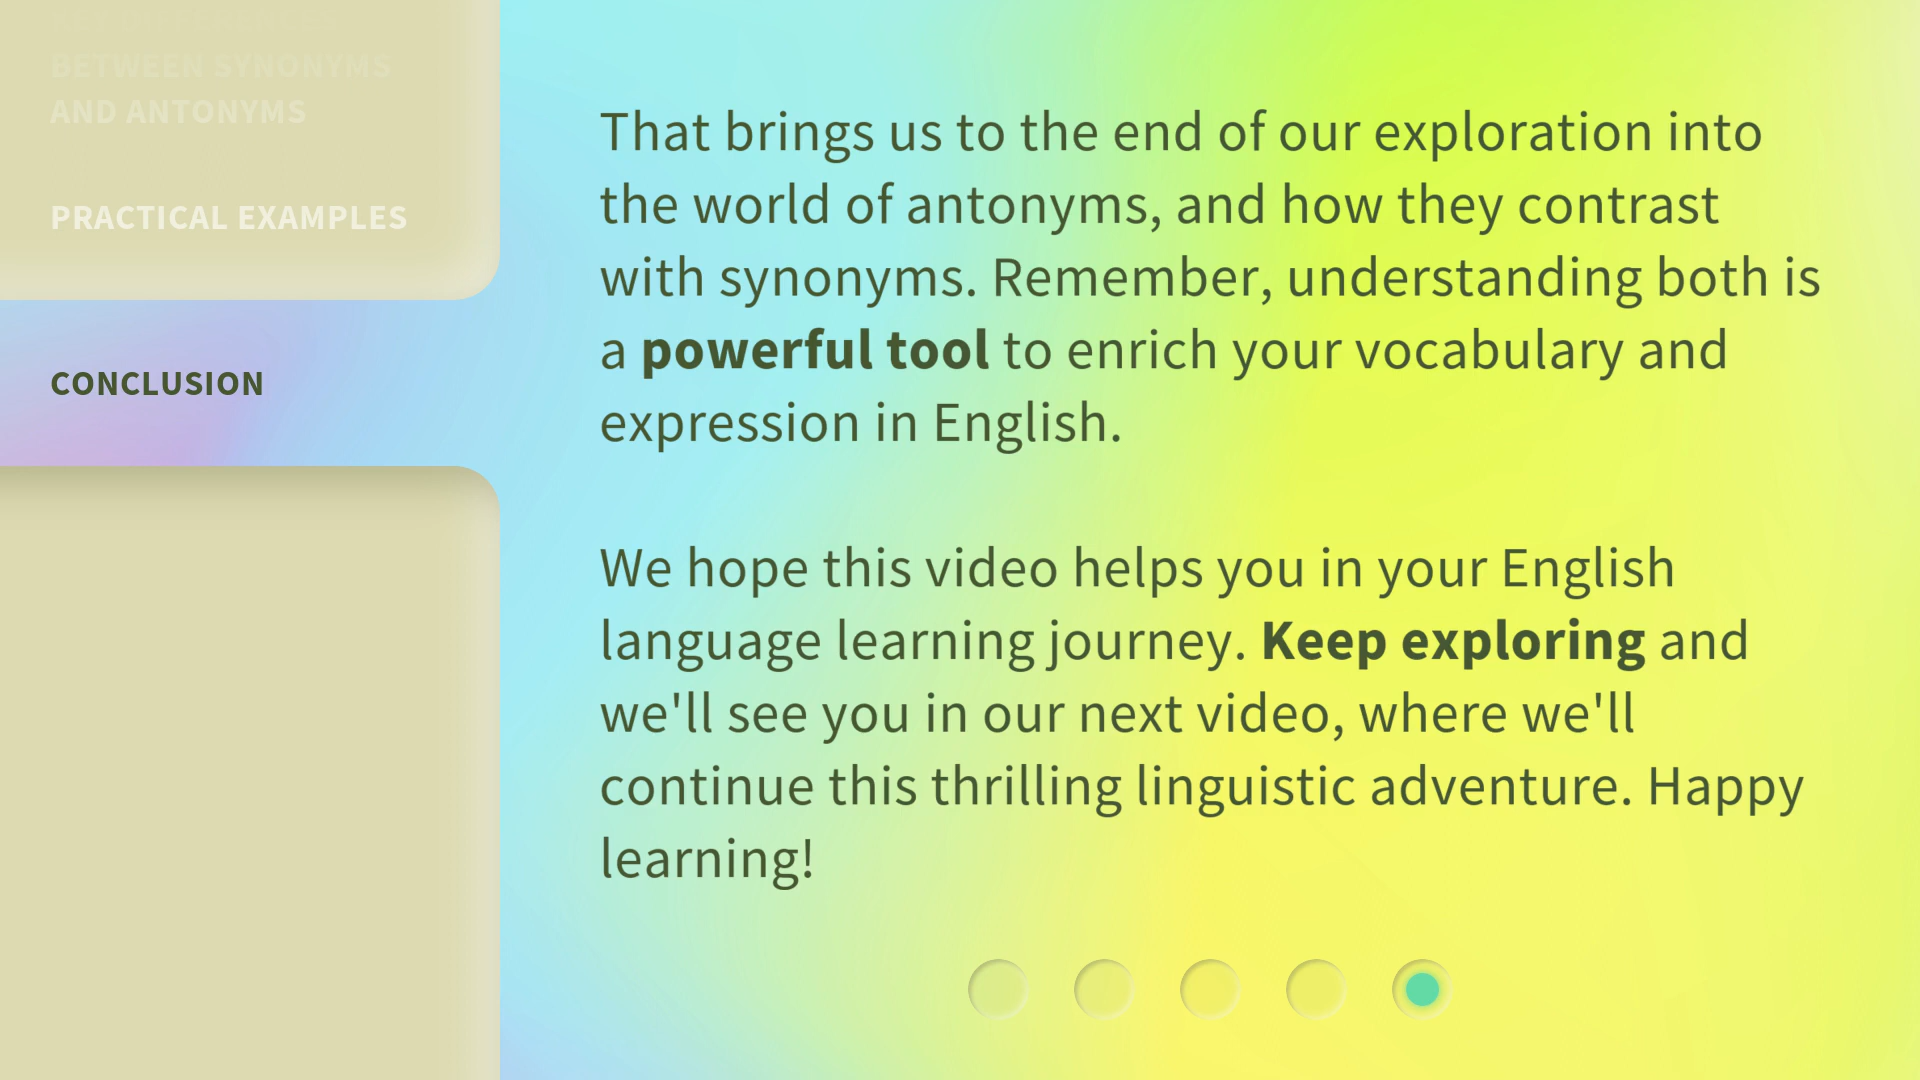 BETWEEN SYNONYMS
AND ANTONYMS
PRACTICAL EXAMPLES
CONCLUSION
That brings us to the end of our exploration into
the world of antonyms, and how they contrast
with synonyms. Remember, understanding both is
a powerful tool to enrich your vocabulary and
expression in English.
We hope this video helps you in your English
language learning journey. Keep exploring and
we'll see you in our next video, where we'll
continue this thrilling linguistic adventure. Happy
learning!